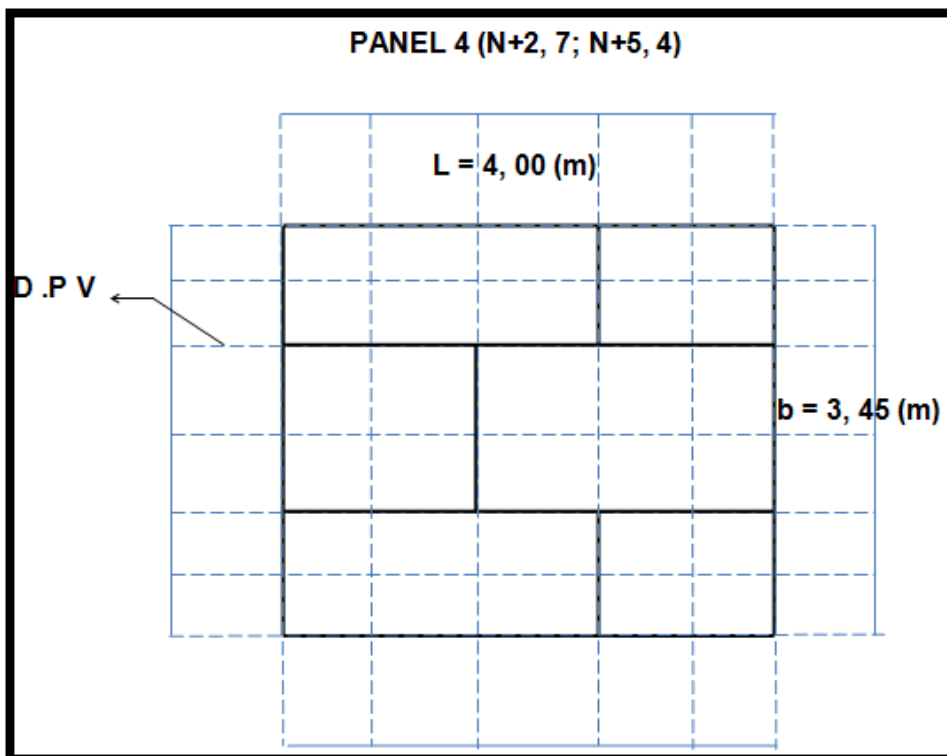 PANEL 4 (N+2, 7; N+5, 4)
L = 4, 00 (m)
D .P V
b = 3, 45 (m)